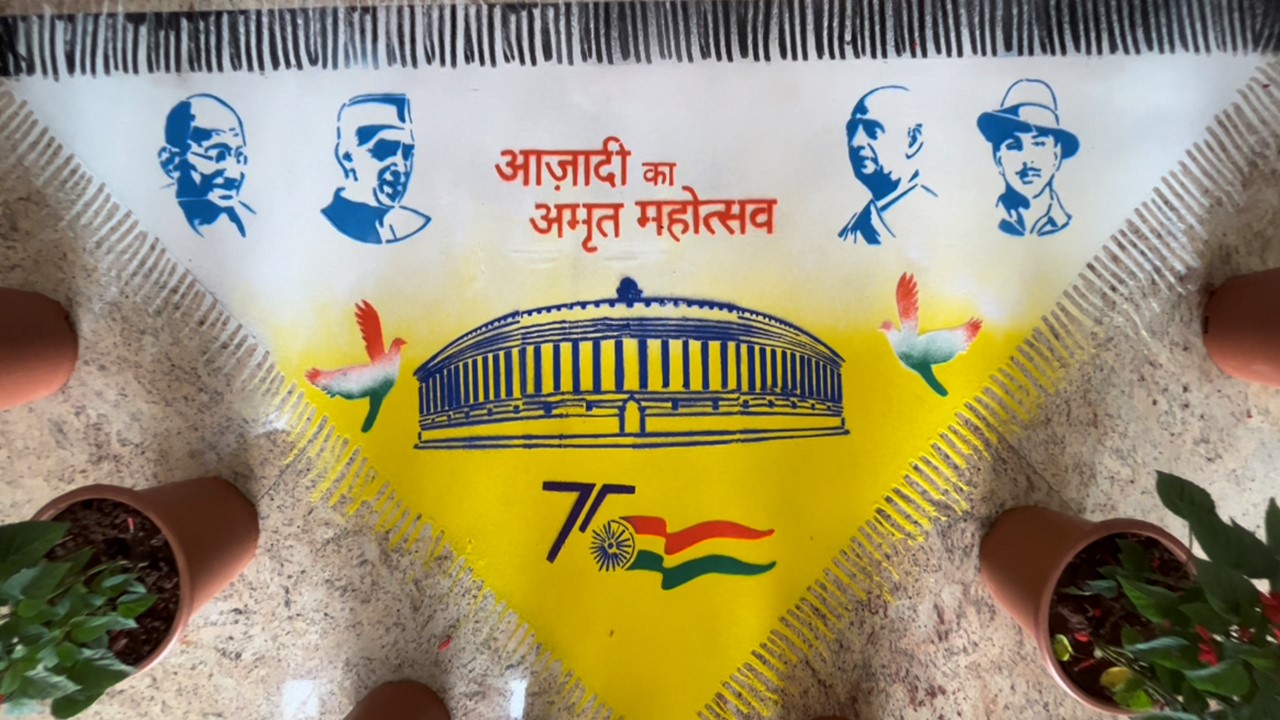 आज़ादी का
अमृत महोत्सव
75